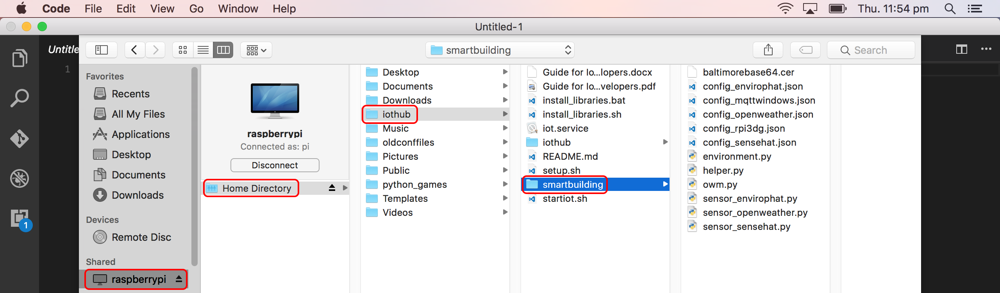 Code File Edit View Go Window Help Thu. 11:54 pm
Untitled-1
Untitle
smartbuilding
Search
1
Favorites
Recents
All My Files
Applications
Desktop
Documents
Downloads
Devices
Remote Disc
Shared
raspberrypi
1
raspberrypi
Connected as: pi
Disconnect
Home Directory
Desktop
Documents
Downloads
iothub
Music
oldconffiles
Pictures
Public
python_games
Templates
Videos
Guide for Io...lopers.docx
Guide for Io...velopers.pdf
install_libraries.bat
install_libraries.sh
iot.service
iothub
README.md
setup.sh
smartbuilding
startiot.sh
baltimorebase64.cer
config_envirophat.json
config_mqttwindows.json
config_openweather.json
config_rpi3dg.json
config_sensehat.json
environment.py
helper.py
owm.py
sensor_envirophat.py
sensor_openweather.py
sensor_sensehat.py